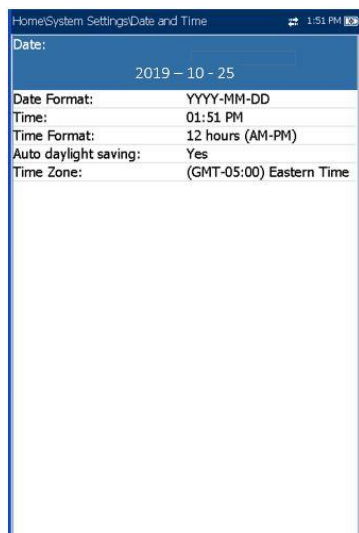 Home\System Settings\Date and Time 1:51 PM
Date:
2019 – 10 - 25
Date Format: YYYY-MM-DD
Time: 01:51 PM
Time Format: 12 hours (AM-PM)
Auto daylight saving: Yes
Time Zone: (GMT-05:00) Eastern Time